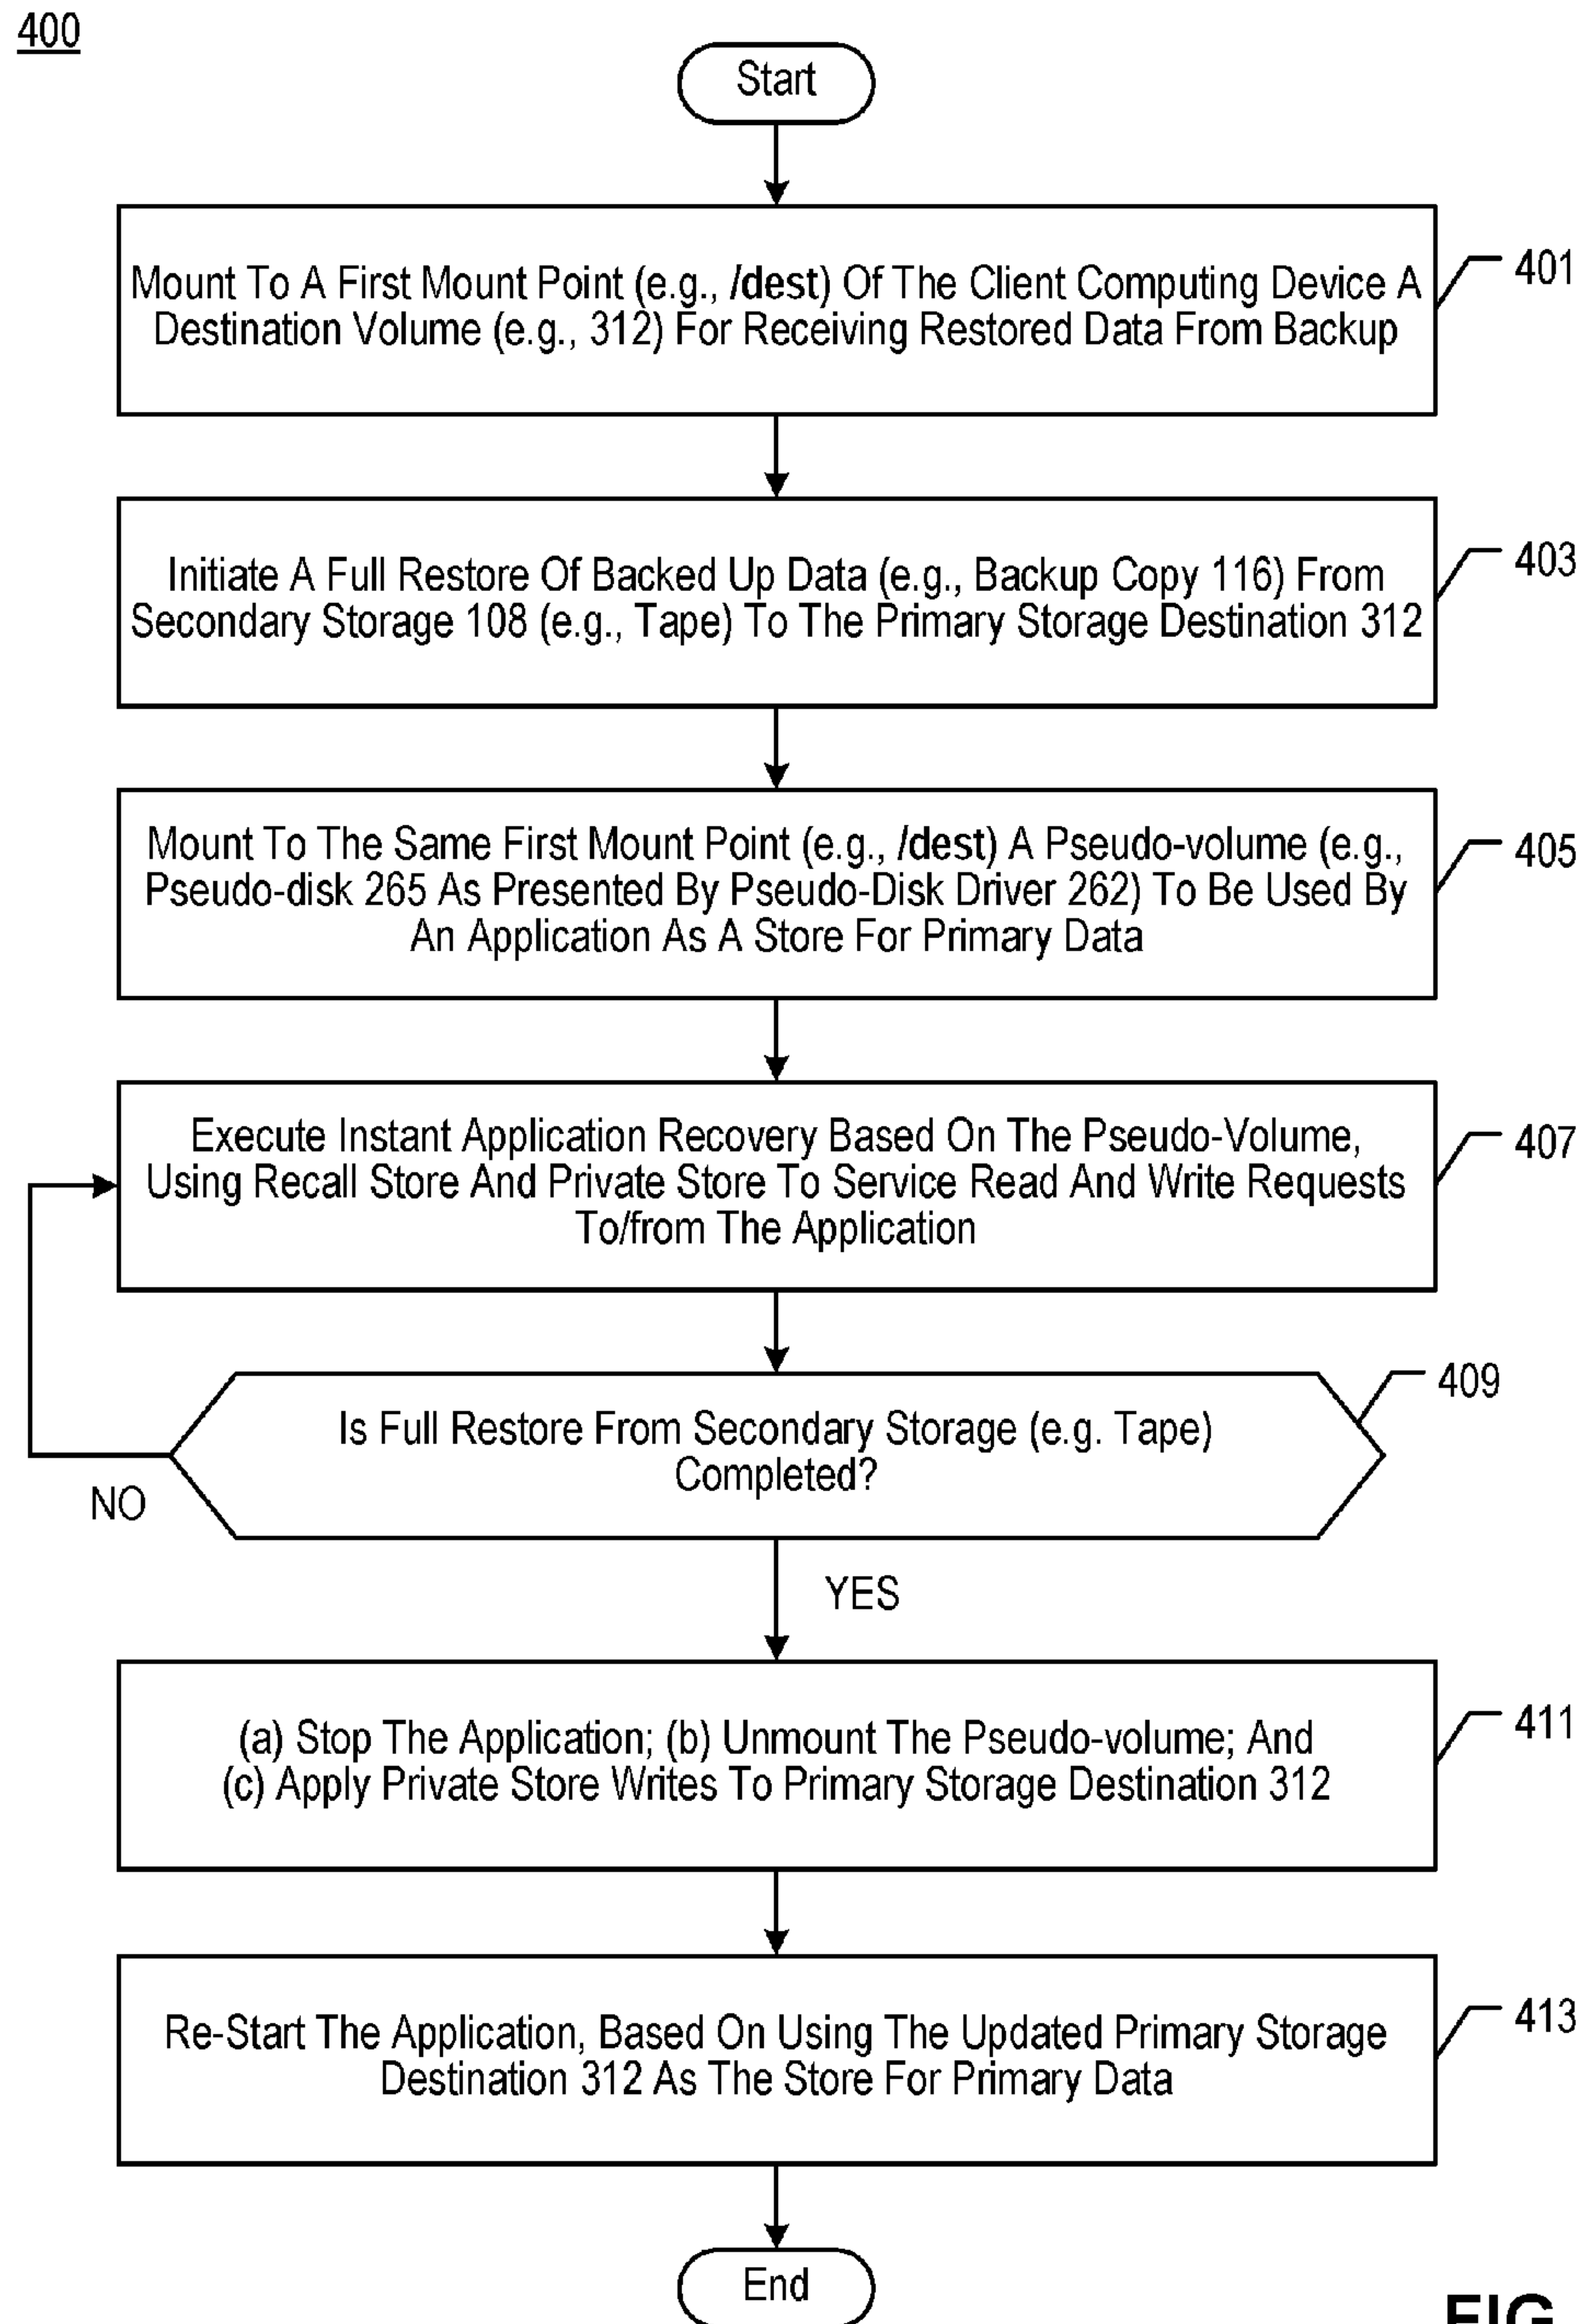 400
Start
Mount To A First Mount Point (e.g., /dest) Of The Client Computing Device A
Destination Volume (e.g., 312) For Receiving Restored Data From Backup
401
Initiate A Full Restore Of Backed Up Data (e.g., Backup Copy 116) From
Secondary Storage 108 (e.g., Tape) To The Primary Storage Destination 312
403
Mount To The Same First Mount Point (e.g., /dest) A Pseudo-volume (e.g.,
Pseudo-disk 265 As Presented By Pseudo-Disk Driver 262) To Be Used By
An Application As A Store For Primary Data
405
Execute Instant Application Recovery Based On The Pseudo-Volume,
Using Recall Store And Private Store To Service Read And Write Requests
To/from The Application
407
Is Full Restore From Secondary Storage (e.g. Tape)
Completed?
409
NO
YES
(a) Stop The Application; (b) Unmount The Pseudo-volume; And
(c) Apply Private Store Writes To Primary Storage Destination 312
411
Re-Start The Application, Based On Using The Updated Primary Storage
Destination 312 As The Store For Primary Data
413
End
FIG